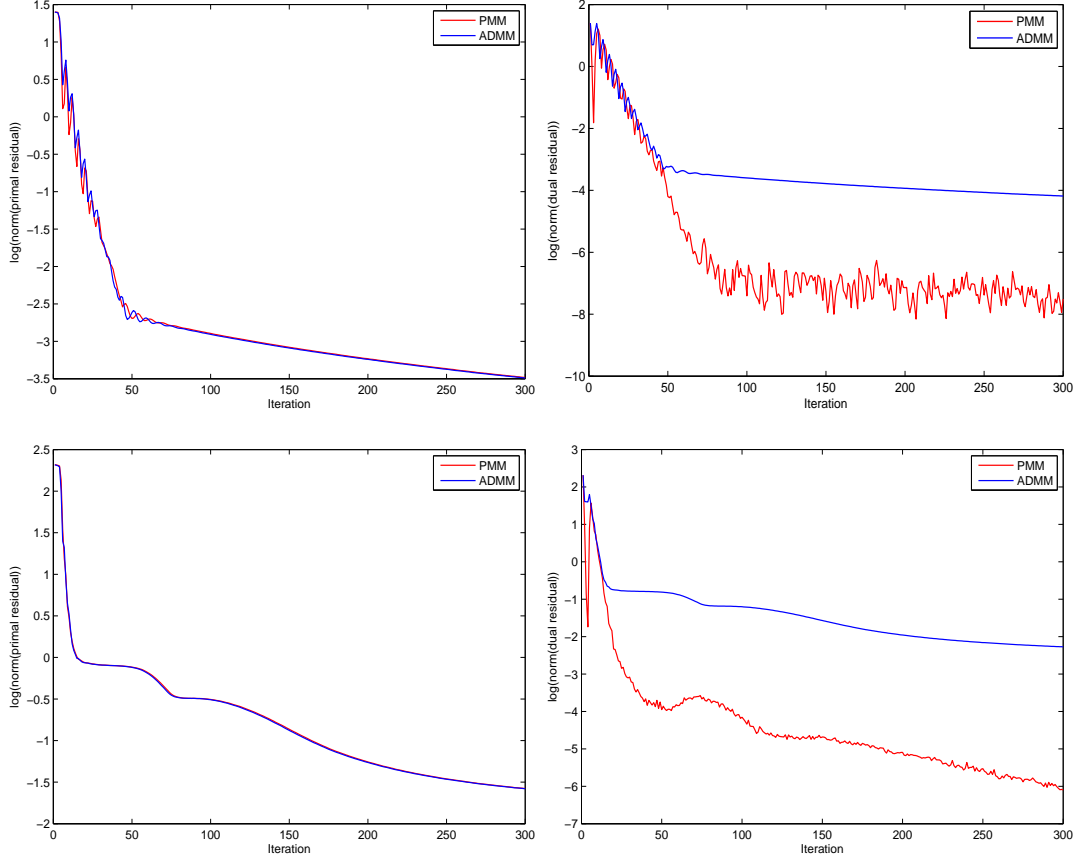 1.5
1
0.5
0
−0.5
−1
−1.5
−2
−2.5
−3
−3.5
0 50 100 150 200 250 300
Iteration
log(norm(primal residual))
PMM
ADMM
2
0
−2
−4
−6
−8
−10
0 50 100 150 200 250 300
Iteration
log(norm(dual residual))
PMM
ADMM
2.5
2
1.5
1
0.5
0
−0.5
−1
−1.5
−2
0 50 100 150 200 250 300
Iteration
log(norm(primal residual))
PMM
ADMM
3
2
1
0
−1
−2
−3
−4
−5
−6
−7
0 50 100 150 200 250 300
Iteration
log(norm(dual residual))
PMM
ADMM